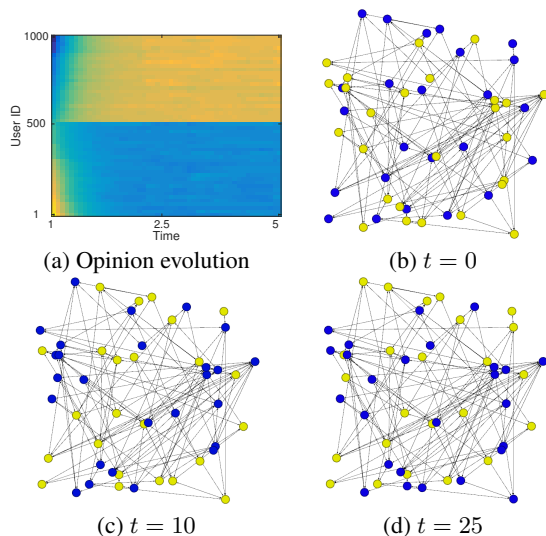 1000
500
1
User ID
1
2.5
5
Time
(a) Opinion evolution
(b) t = 0
(c) t = 10
(d) t = 25